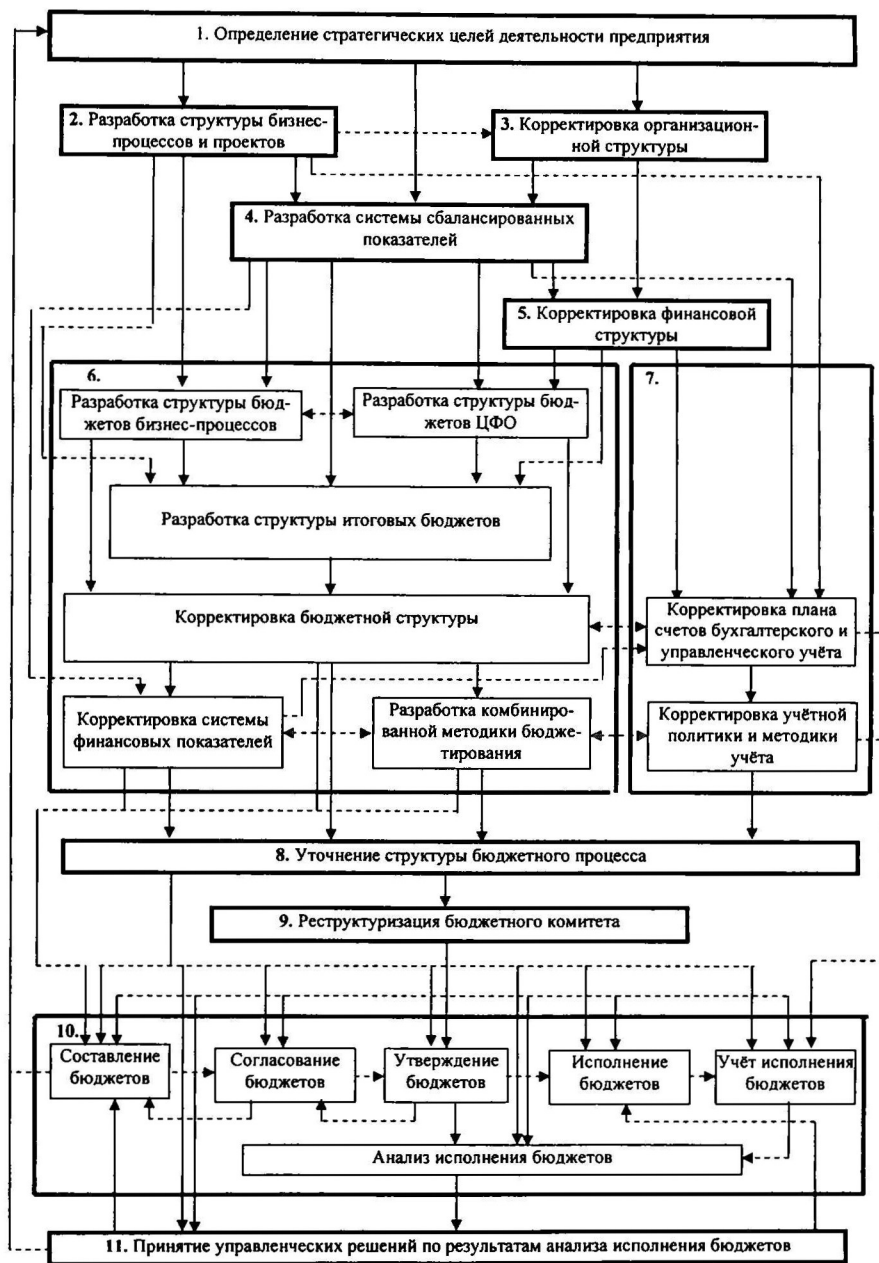 1. Определение стратегических целей деятельности предприятия
2. Разработка структуры бизнес-
процессов и проектов
3. Корректировка организацион-
ной структуры
4. Разработка системы сбалансированных
показателей
5. Корректировка финансовой
структуры
6.
7.
Разработка структуры бюд-
жетов бизнес-процессов
Разработка структуры бюд-
жетов ЦФО
Разработка структуры итоговых бюджетов
Корректировка бюджетной структуры
Корректировка плана
счетов бухгалтерского и
управленческого учёта
Корректировка системы
финансовых показателей
Разработка комбиниро-
ванной методики бюдже-
тирования
Корректировка учётной
политики и методики
учёта
8. Уточнение структуры бюджетного процесса
9. Реструктуризация бюджетного комитета
10.
Составление
бюджетов
Согласование
бюджетов
Утверждение
бюджетов
Исполнение
бюджетов
Учёт исполнения
бюджетов
Анализ исполнения бюджетов
11. Принятие управленческих решений по результатам анализа исполнения бюджетов